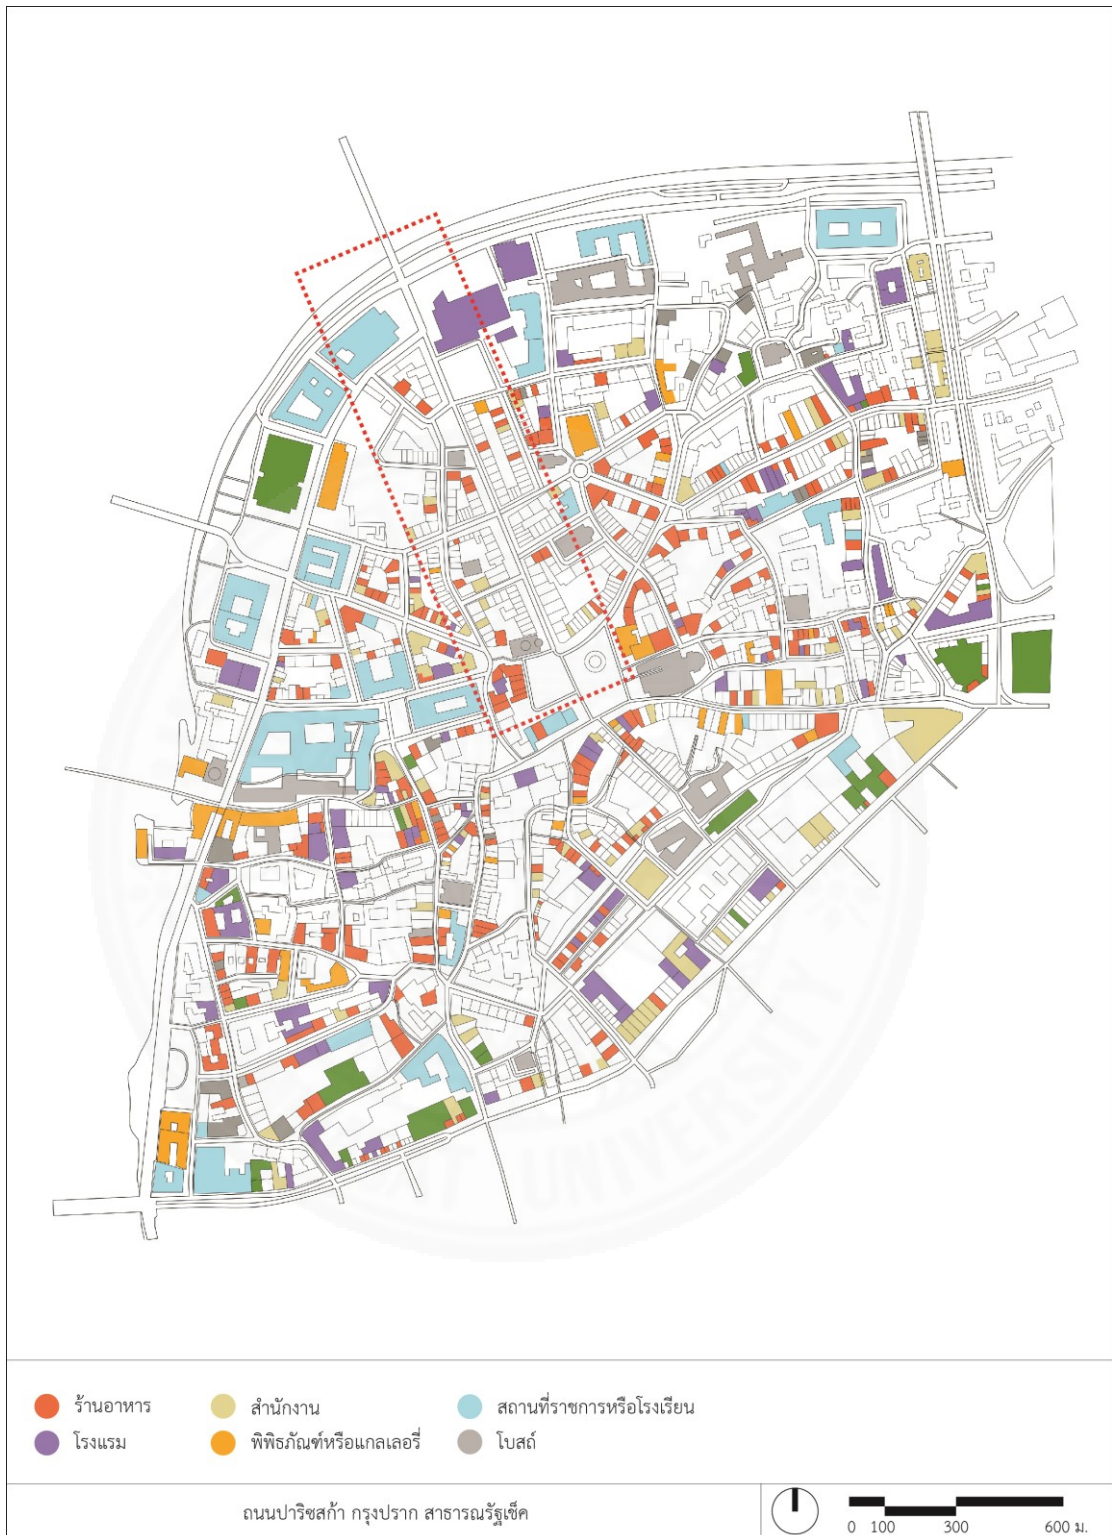 UNIVERSITY
ร้านอาหาร
สำนักงาน
สถานที่ราชการหรือโรงเรียน
โรงแรม
พิพิธภัณฑ์หรือแกลเลอรี่
โบสถ์
ถนนปาริซสก้า กรุงปราก สาธารณรัฐเช็ค
0 100 300 600 ม.